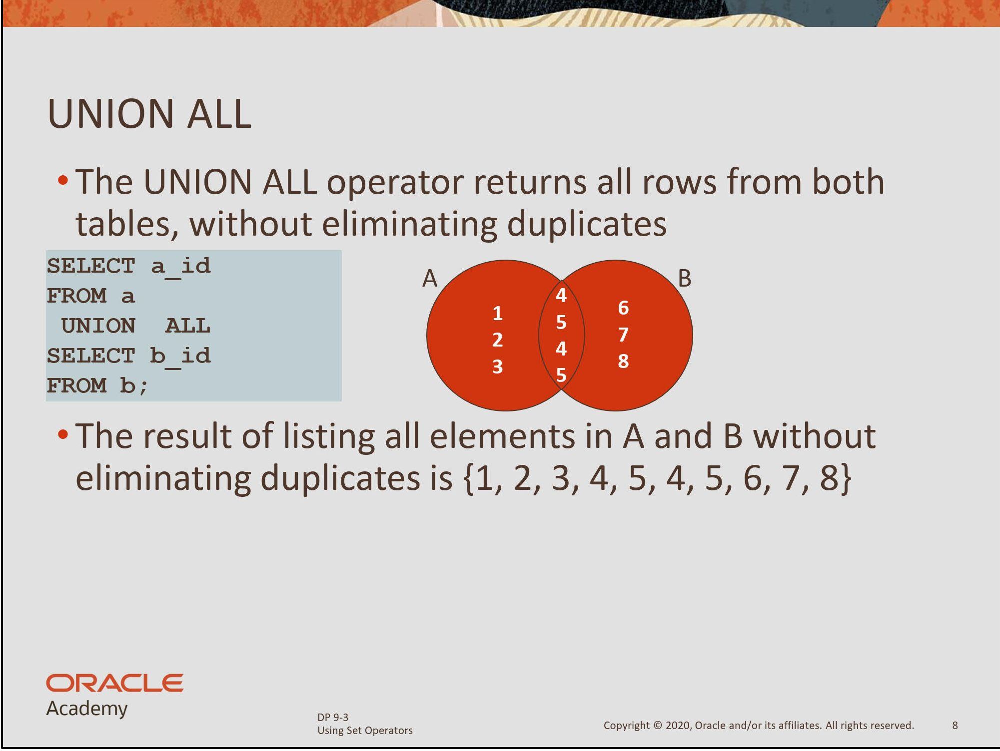 UNION ALL
• The UNION ALL operator returns all rows from both
tables, without eliminating duplicates
SELECT a_id
FROM a
UNION  ALL
SELECT b_id
FROM b;
A
B
1
2
3
4
5
4
5
6
7
8
• The result of listing all elements in A and B without
eliminating duplicates is {1, 2, 3, 4, 5, 4, 5, 6, 7, 8}
ORACLE
Academy
DP 9-3
Using Set Operators
Copyright © 2020, Oracle and/or its affiliates. All rights reserved.
8